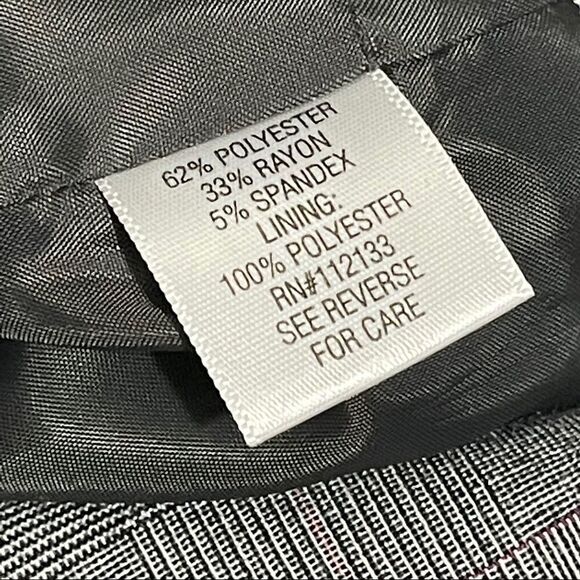 62% POLYESTER
33% RAYON
5% SPANDEX
LINING:
100% POLYESTER
RN#112133
SEE REVERSE
FOR CARE